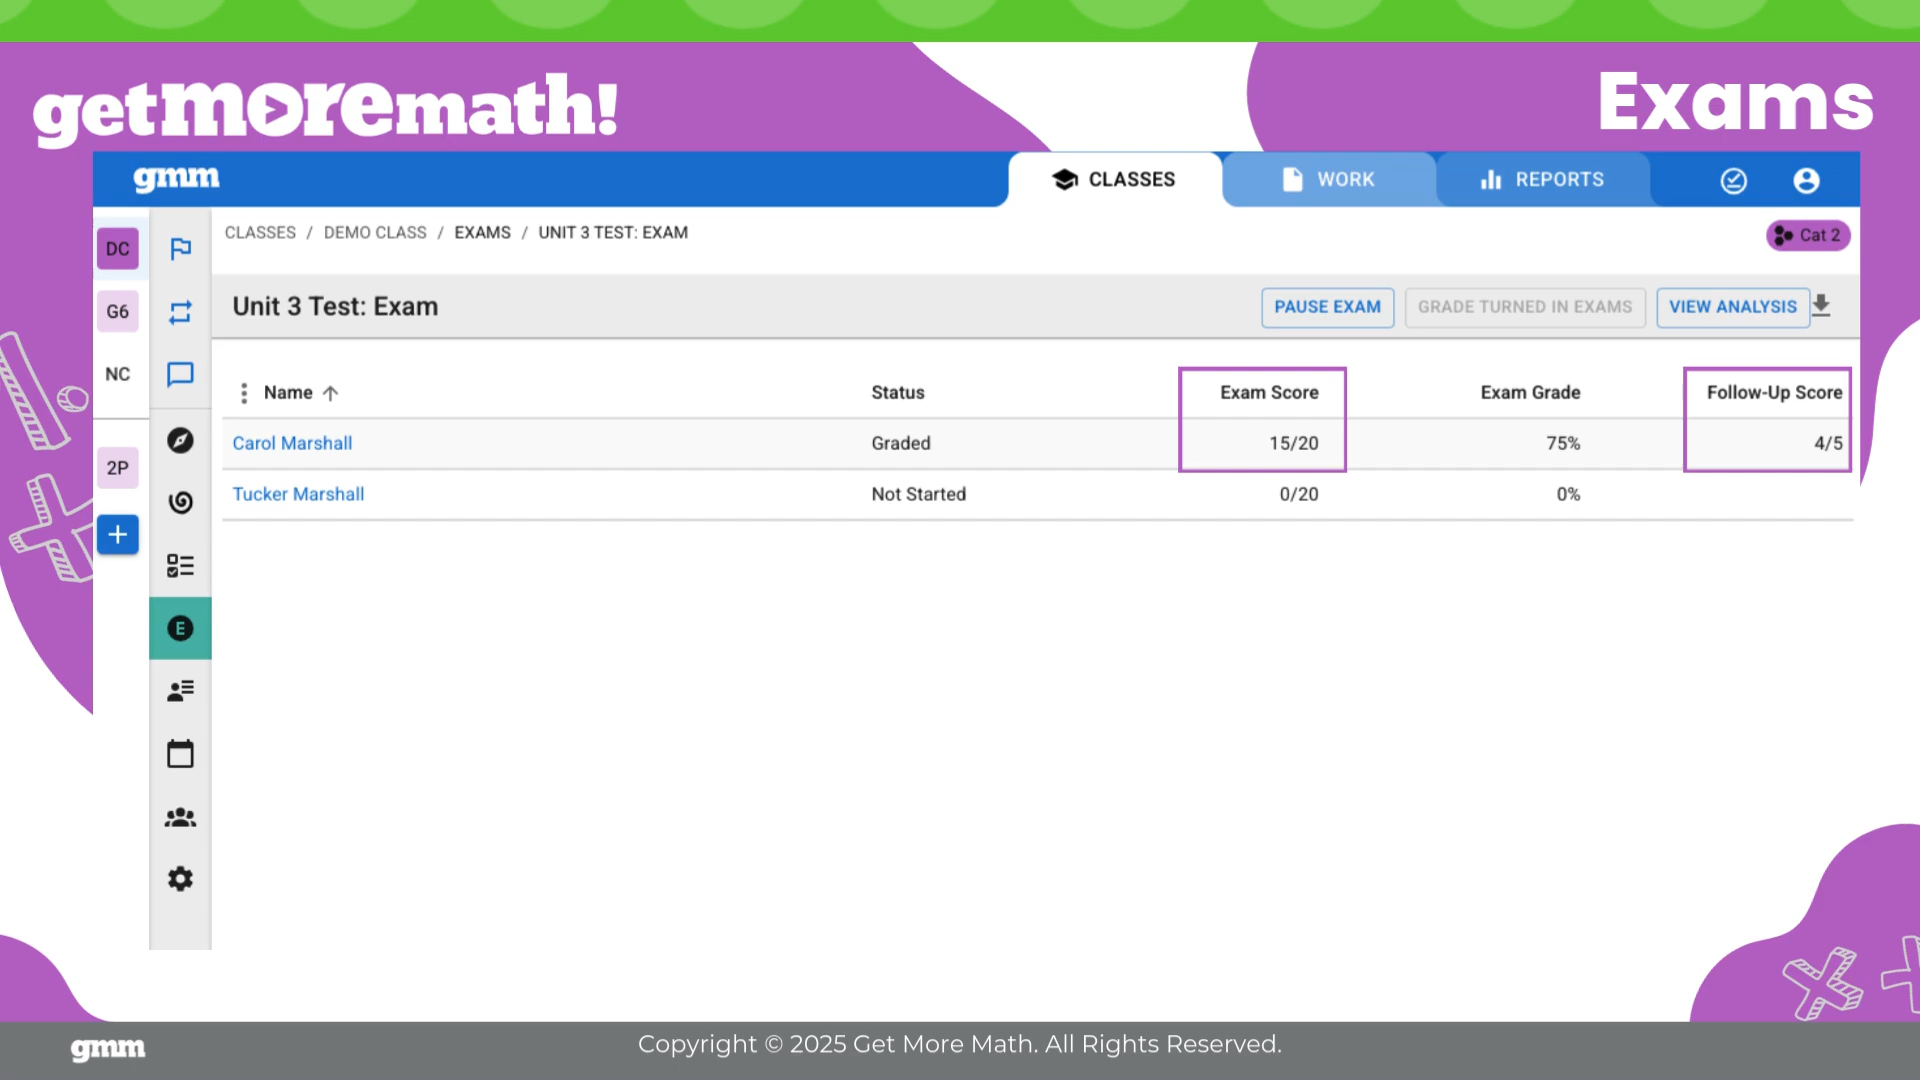 getmoremath!
Exams
gmm
CLASSES
WORK
REPORTS
DC
CLASSES / DEMO CLASS / EXAMS / UNIT 3 TEST: EXAM
Cat 2
G6
Unit 3 Test: Exam
PAUSE EXAM
GRADE TURNED IN EXAMS
VIEW ANALYSIS
NC
Name Status Exam Score Exam Grade Follow-Up Score
Carol Marshall Graded 15/20 75% 4/5
2P
Tucker Marshall Not Started 0/20 0%
E
gmm
Copyright © 2025 Get More Math. All Rights Reserved.